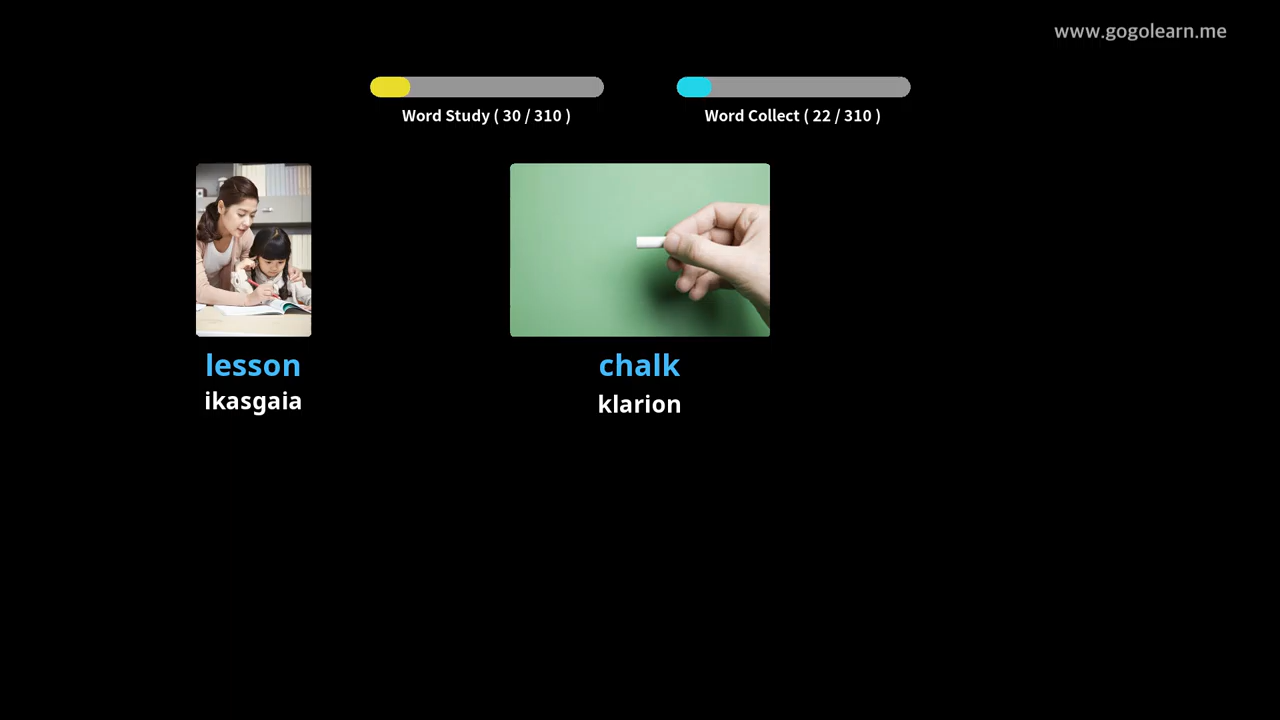 www.gogolearn.me
Word Study ( 30 / 310 )
Word Collect ( 22 / 310 )
lesson
ikasgaia
chalk
klarion